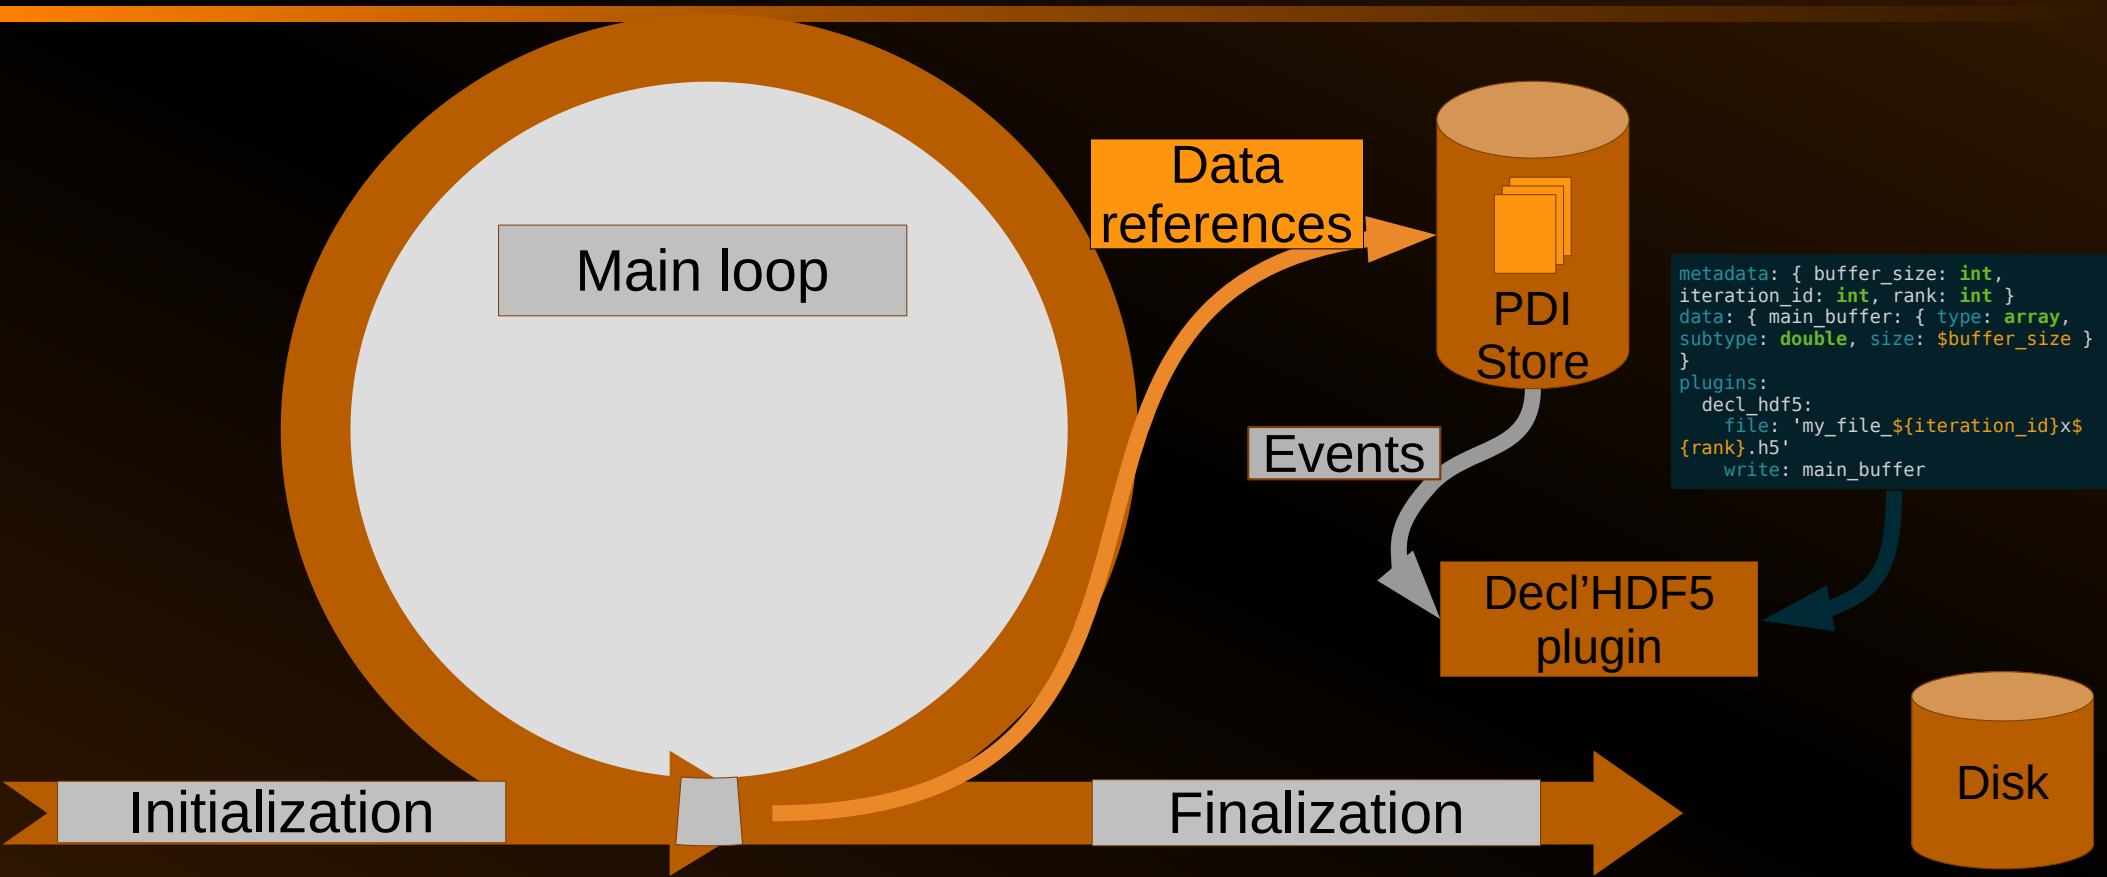 Main loop
Data
references
PDI
Store
metadata: { buffer_size: int,
iteration_id: int, rank: int }
data: { main_buffer: { type: array,
subtype: double, size: $buffer_size }
}
plugins:
  decl_hdf5:
    file: 'my_file_${iteration_id}x$
{rank}.h5'
    write: main_buffer
Events
Decl’HDF5
plugin
Disk
Initialization
Finalization